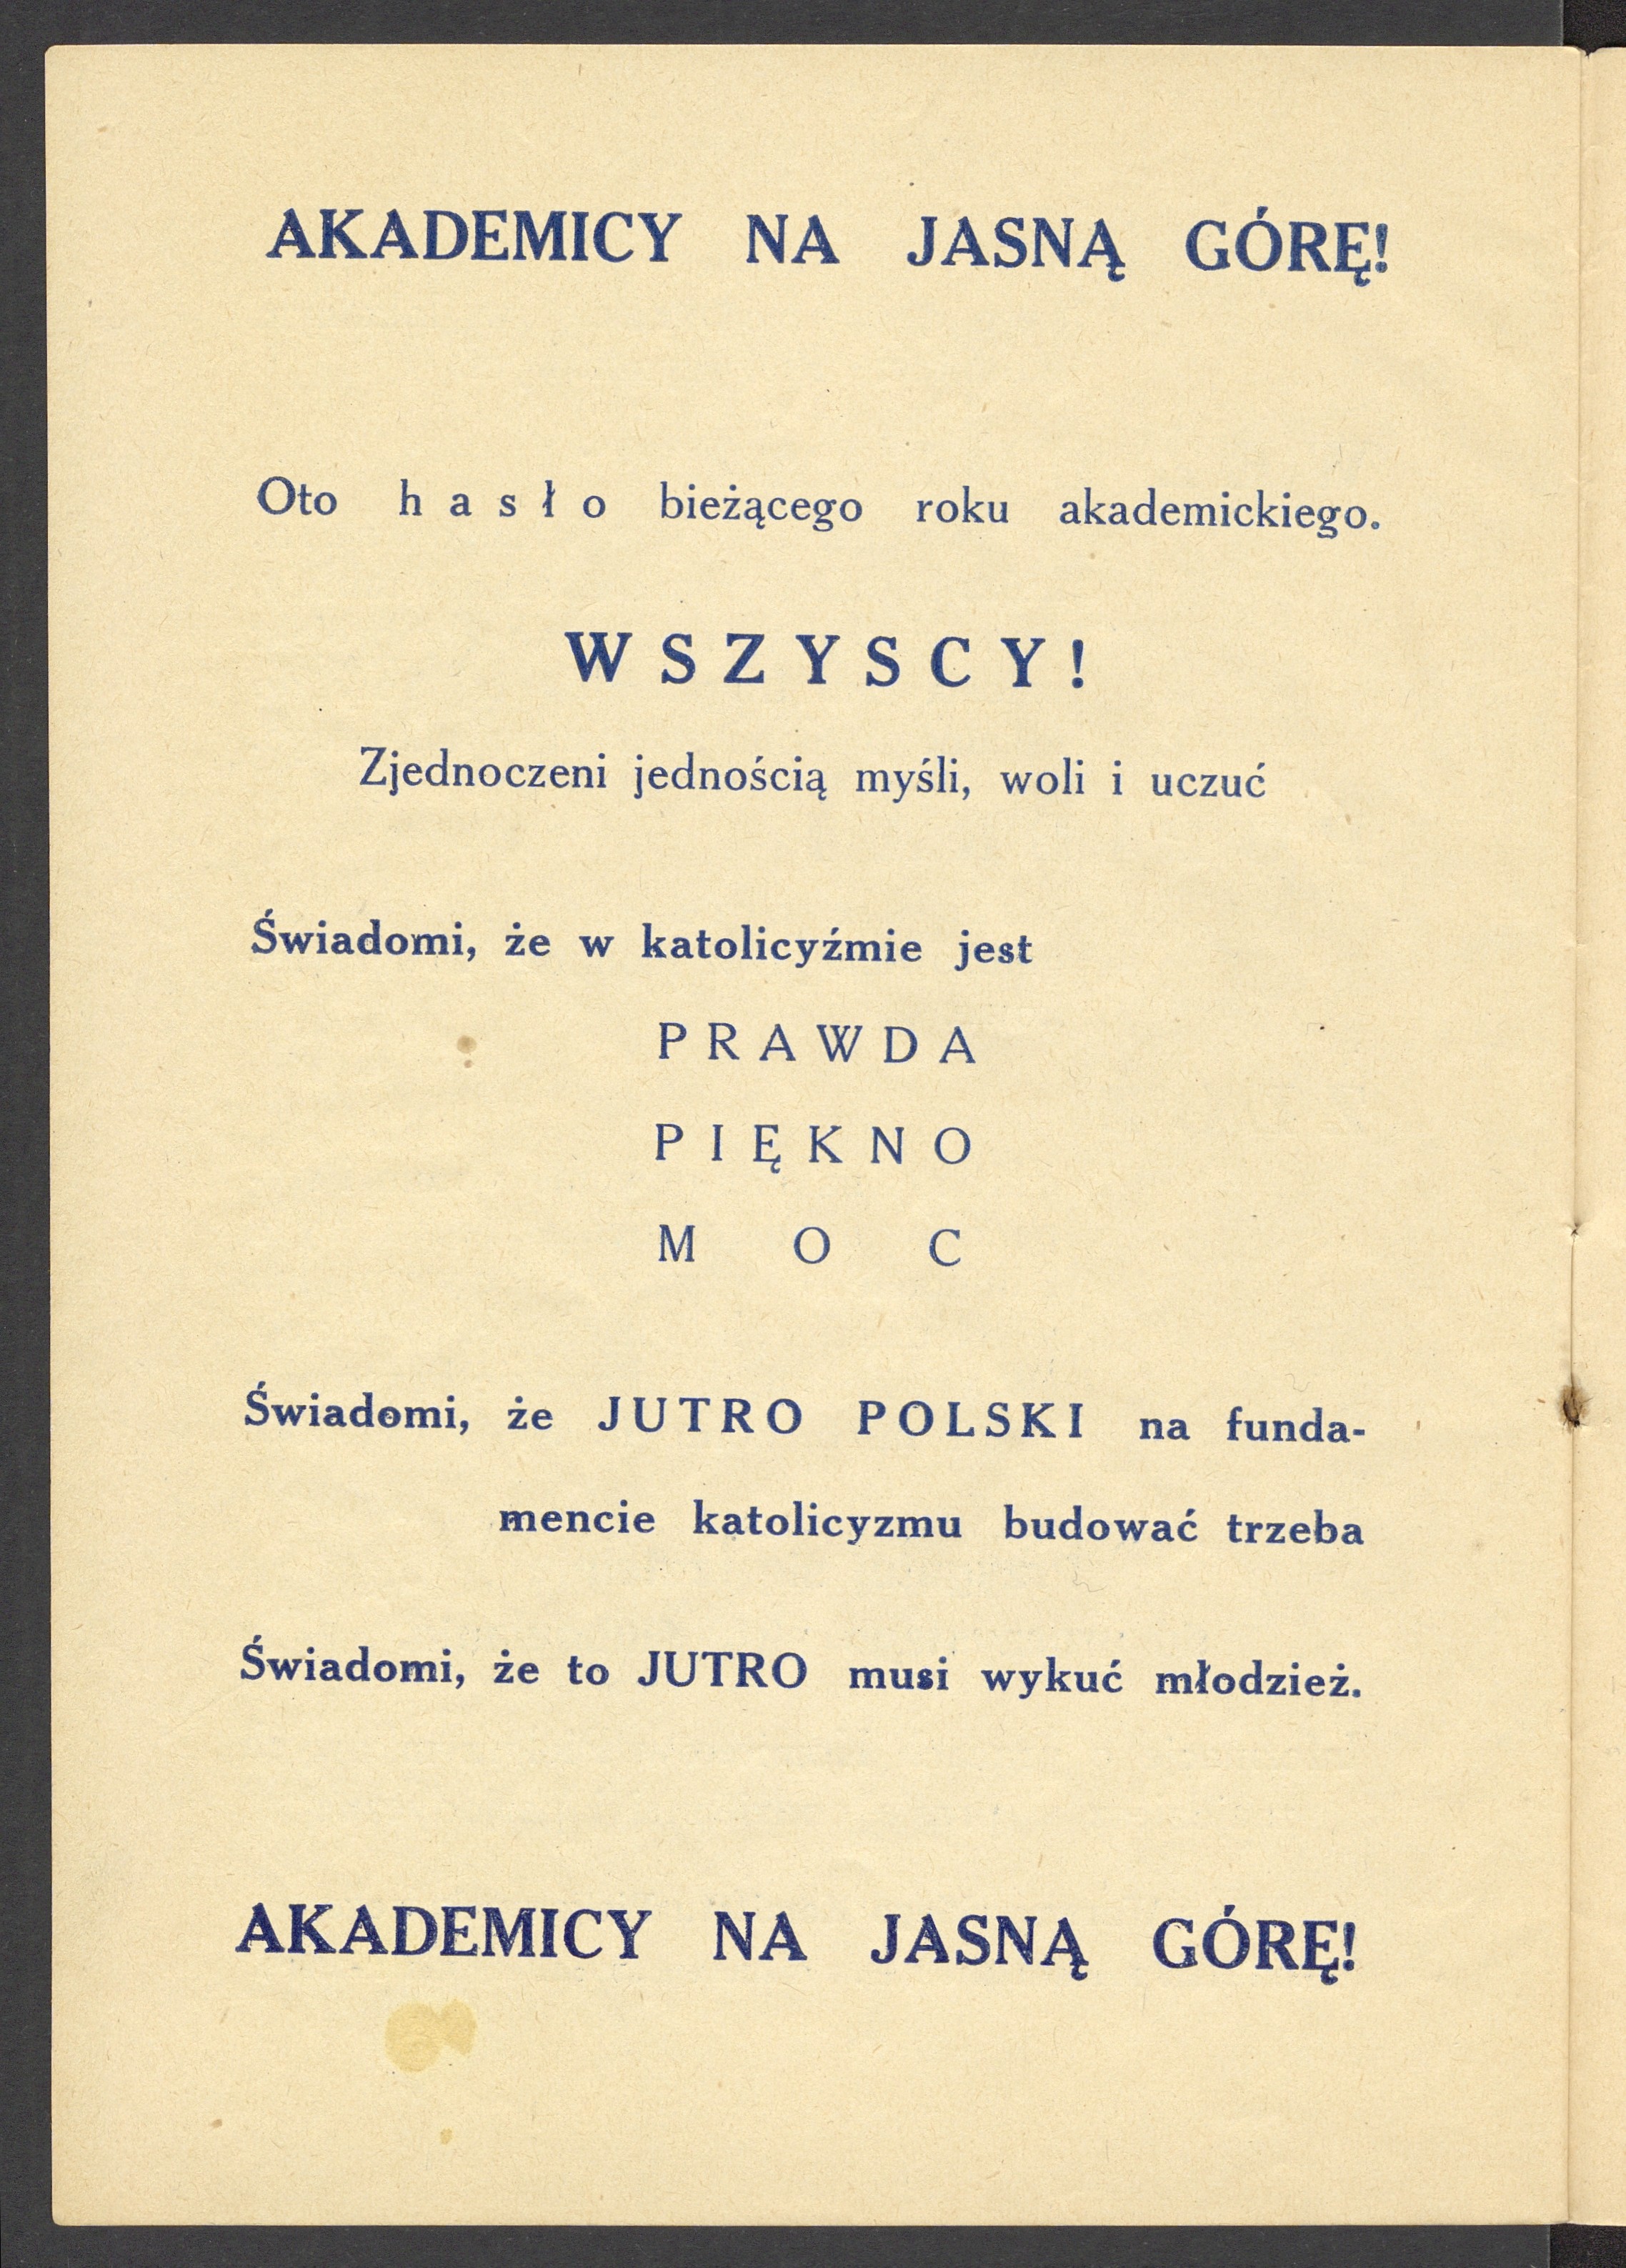 AKADEMICY NA JASNĄ GÓRĘ!
Oto hasło bieżącego roku akademickiego.
WSZYSCY!
Zjednoczeni jednością myśli, woli i uczuć
Świadomi, że w katolicyźmie jest
PRAWDA
PIĘKNO
MOC
Świadomi, że JUTRO POLSKI na funda-
mencie katolicyzmu budować trzeba
Świadomi, że to JUTRO musi wykuć młodzież.
AKADEMICY NA JASNĄ GÓRĘ!